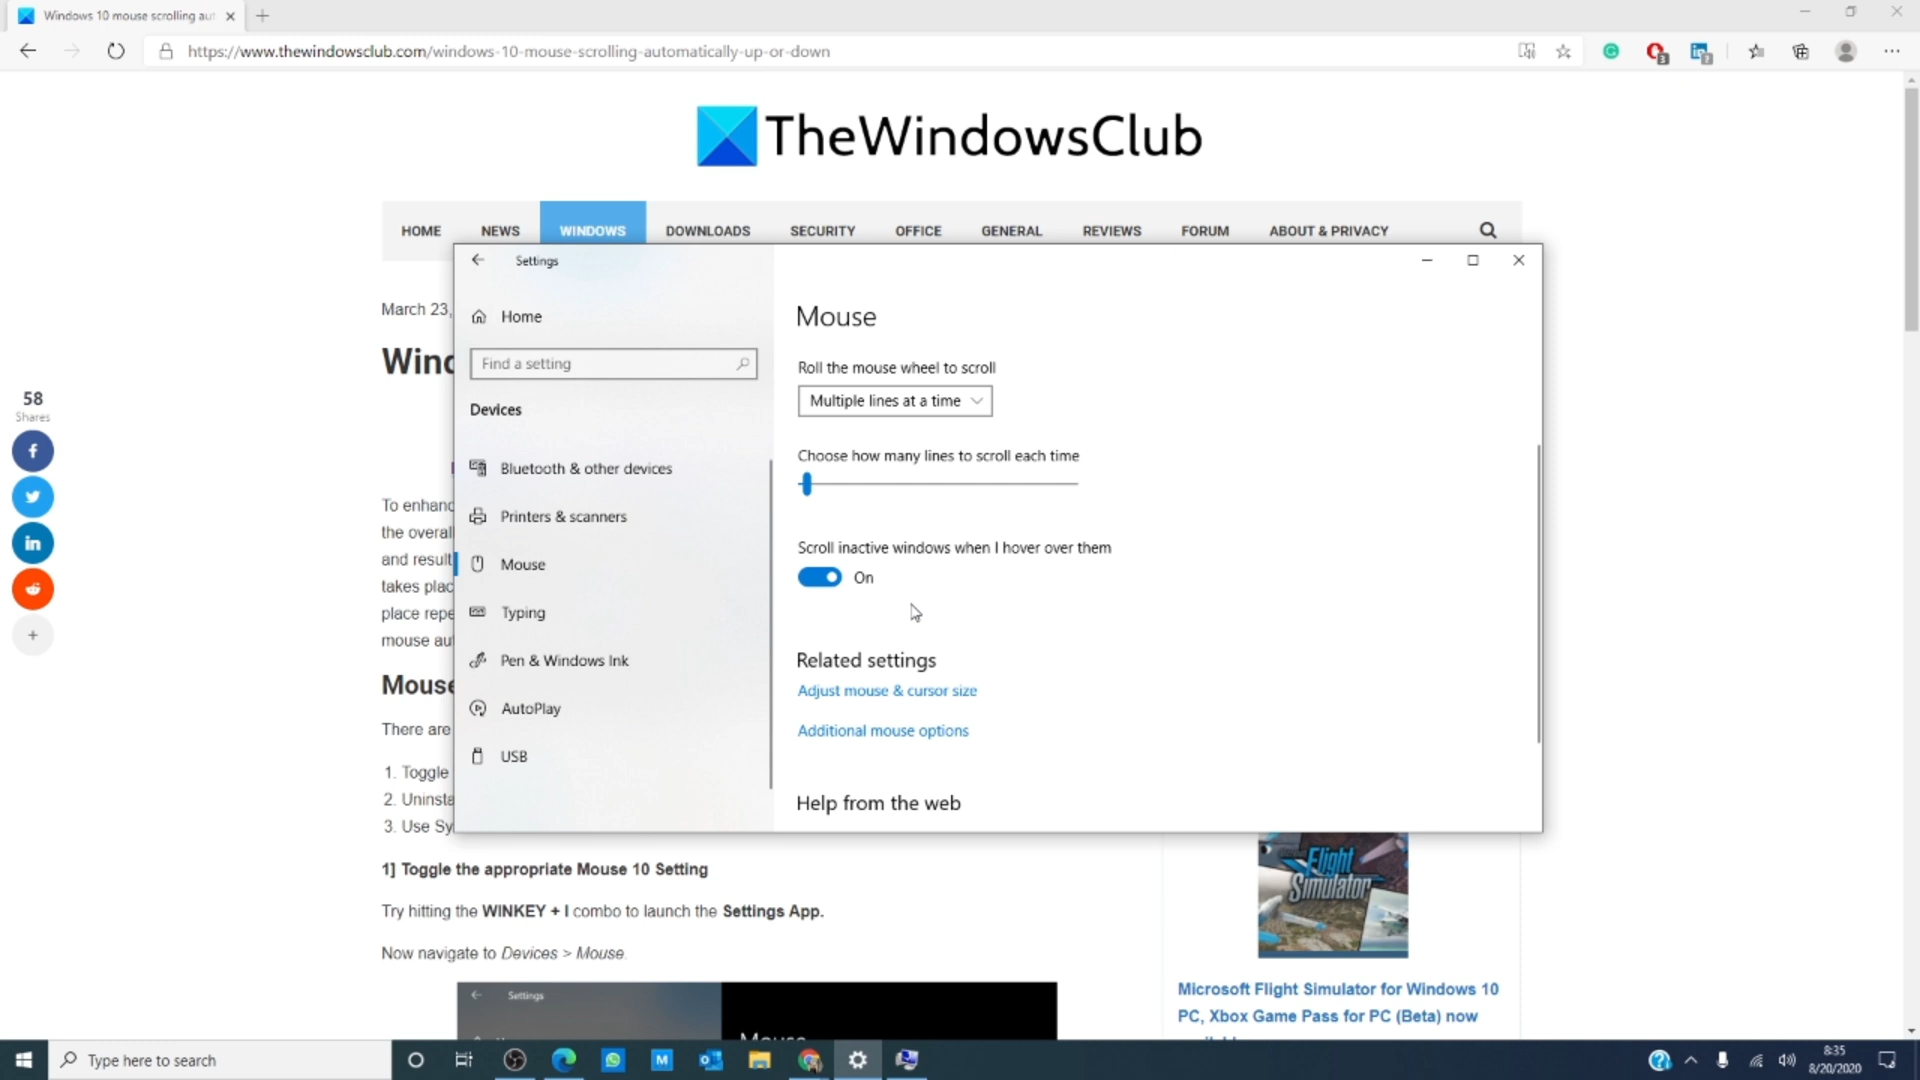 Windows 10 mouse scrolling aut
https://www.thewindowsclub.com/windows-10-mouse-scrolling-automatically-up-or-down
3
7
TheWindowsClub
HOME NEWS WINDOWS DOWNLOADS SECURITY OFFICE GENERAL REVIEWS FORUM ABOUT & PRIVACY
March 23,
Wind
58
Shares
To enhanc
the overall
and result
takes plac
place repe
mouse au
Mouse
There are
1. Toggle
2. Uninsta
3. Use Sy
Settings
Home
Find a setting
Devices
Bluetooth & other devices
Printers & scanners
Mouse
Typing
Pen & Windows Ink
AutoPlay
USB
Mouse
Roll the mouse wheel to scroll
Multiple lines at a time
Choose how many lines to scroll each time
Scroll inactive windows when I hover over them
On
Related settings
Adjust mouse & cursor size
Additional mouse options
Help from the web
1] Toggle the appropriate Mouse 10 Setting
Try hitting the WINKEY + I combo to launch the Settings App.
Now navigate to Devices > Mouse.
Settings
Mouse
Flight
Simulator
Microsoft Flight Simulator for Windows 10
PC, Xbox Game Pass for PC (Beta) now
Type here to search
8:35
8/20/2020